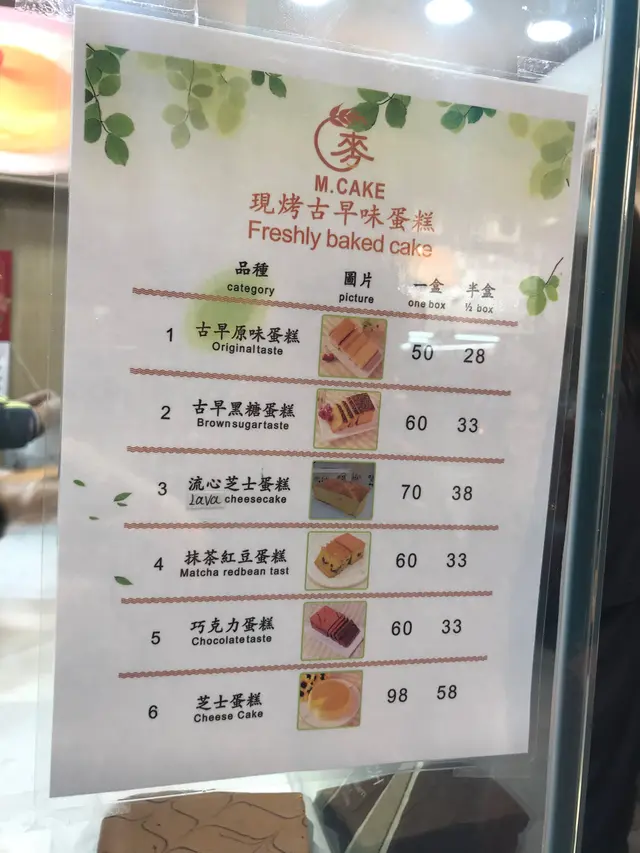 麥
M.CAKE
現烤古早味蛋糕
Freshly baked cake
品種 圖片 一盒 半盒
category picture one box ½ box
1 古早原味蛋糕 50 28
Originaltaste
2 古早黑糖蛋糕 60 33
Brownsugartaste
3 流心芝士蛋糕 70 38
Lava cheesecake
4 抹茶紅豆蛋糕 60 33
Matcha redbean tast
5 巧克力蛋糕 60 33
Chocolatetaste
6 芝士蛋糕 98 58
Cheese Cake